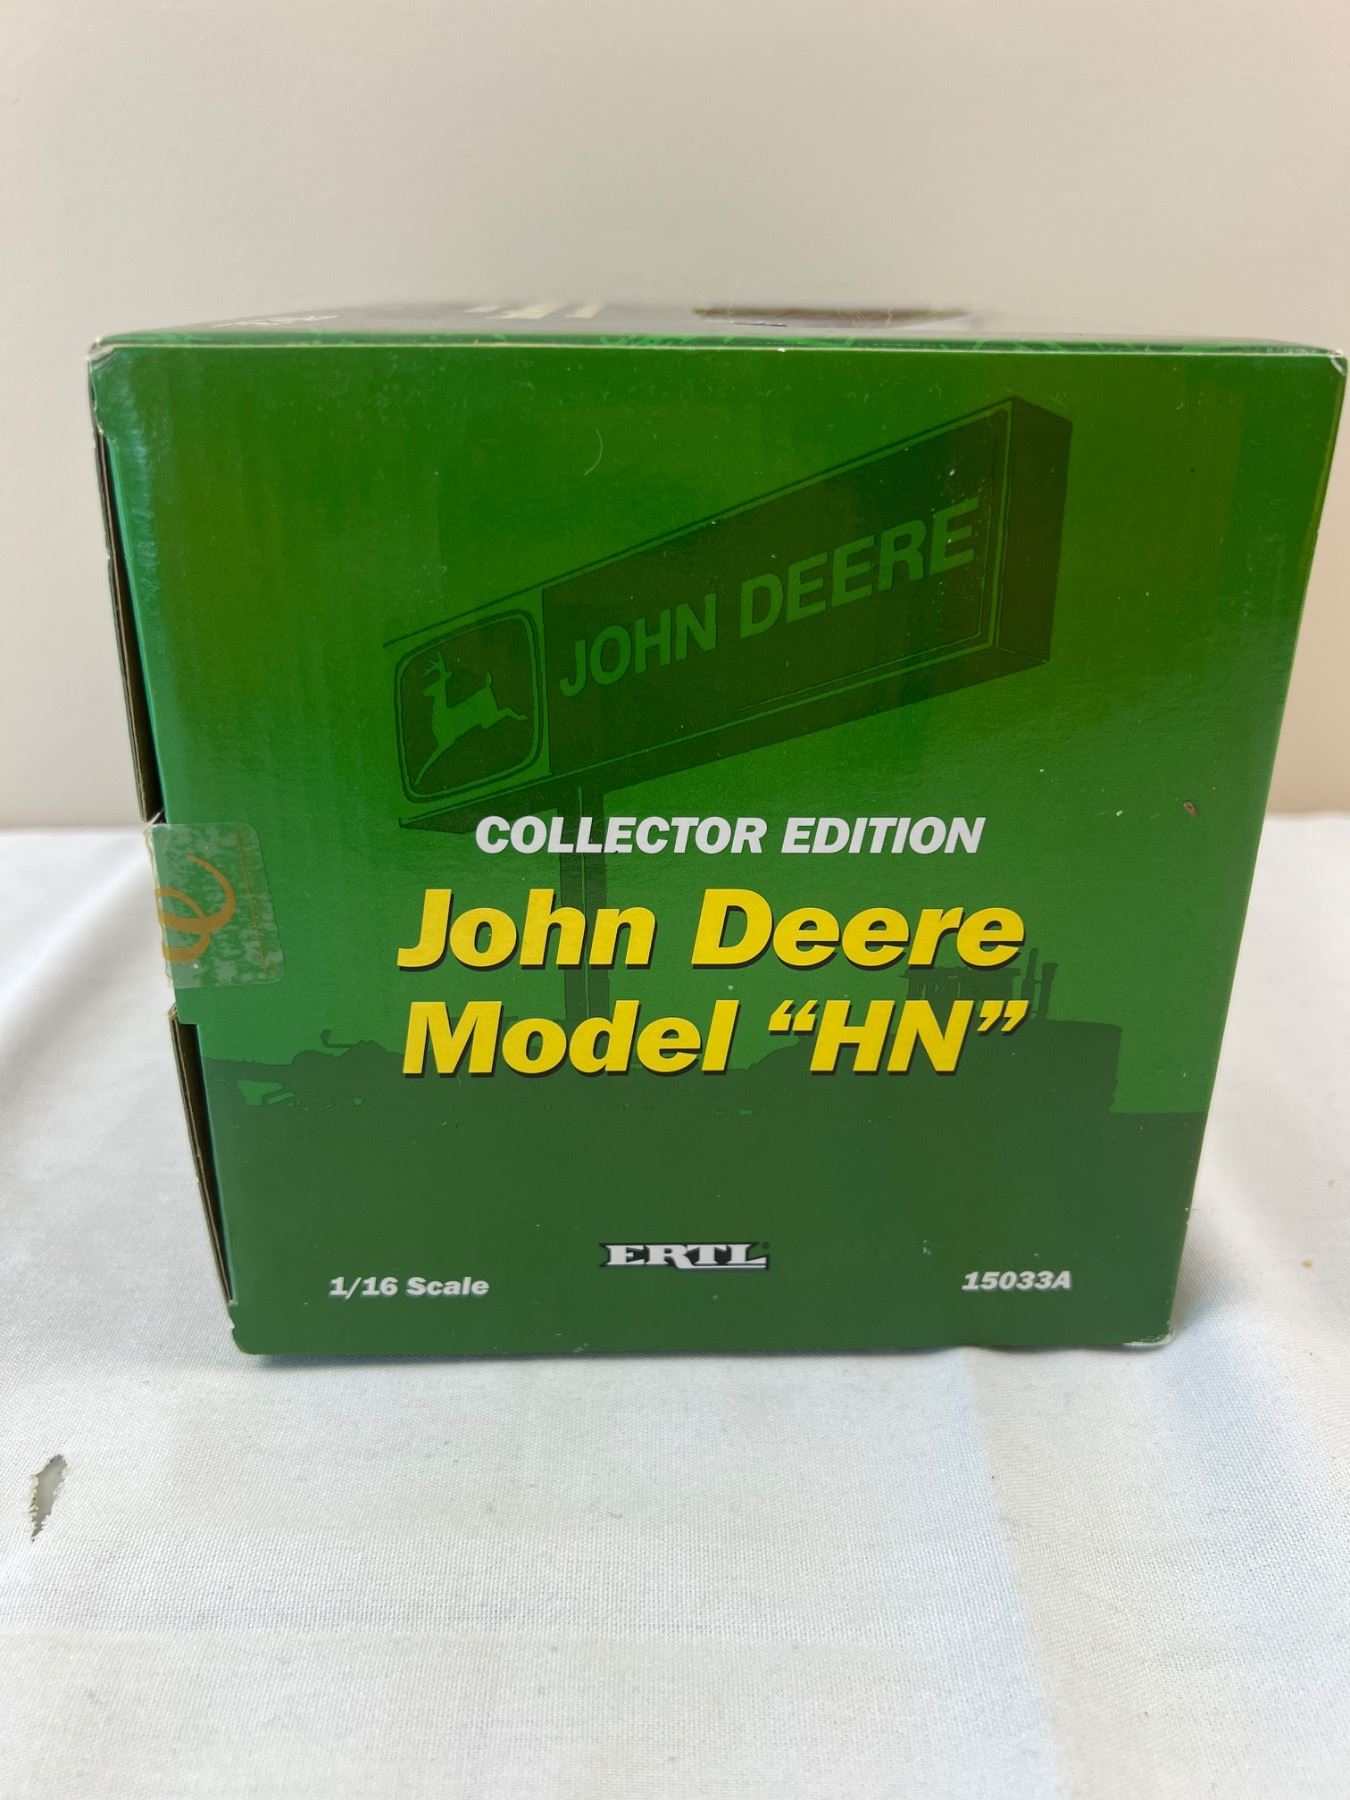 JOHN DEERE
COLLECTOR EDITION
John Deere
Model “HN”
ERTL
1/16 Scale
15033A